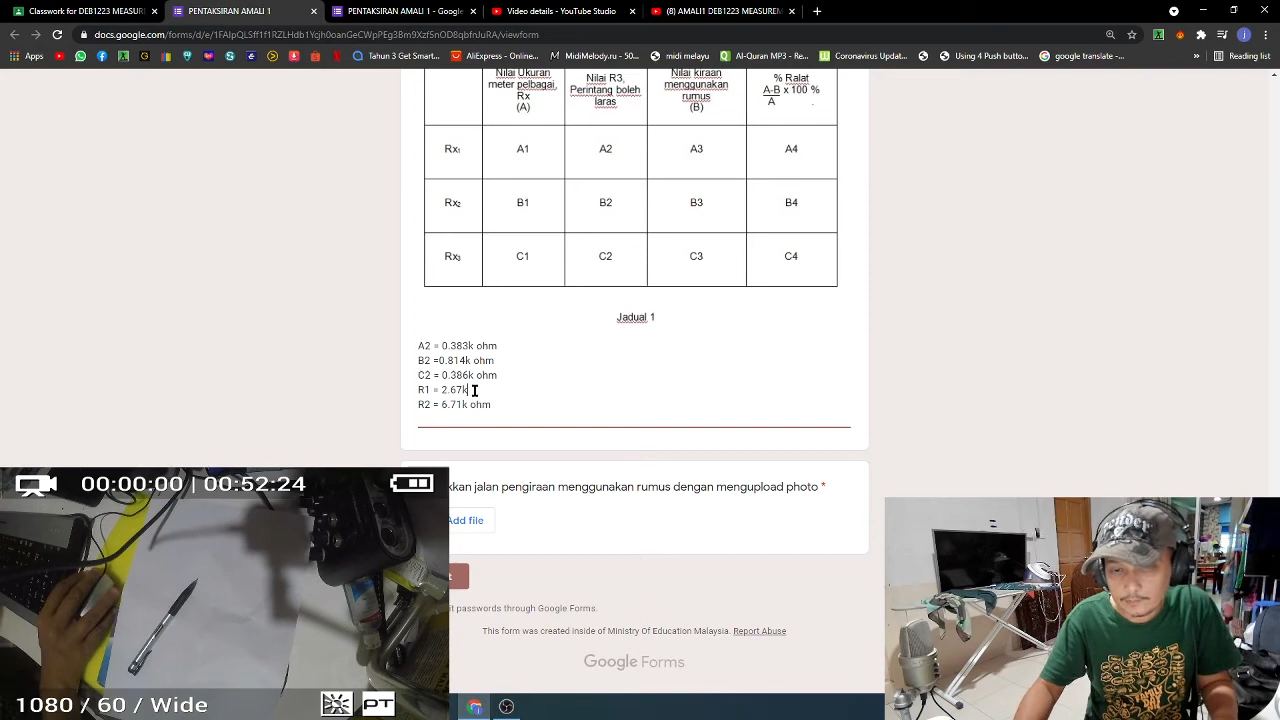 Classwork for DEB1223 MEASUREM
PENTAKSIRAN AMALI 1
PENTAKSIRAN AMALI 1 - Google
Video details - YouTube Studio
(8) AMALI1 DEB1223 MEASUREM
Apps
Tahun 3 Get Smart
AliExpress - Online...
MidiMelody.ru - 50...
midi melayu
Al-Quran MP3 - Re...
Coronavirus Updat...
Using 4 Push butto...
google translate -...
Reading list
Nilai Ukuran meter pelbagai, Rx (A)
Nilai R3, Perintang boleh laras
Nilai kiraan menggunakan rumus (B)
% Ralat A-B x 100 % A
Rx1 A1 A2 A3 A4
Rx2 B1 B2 B3 B4
Rx3 C1 C2 C3 C4
Jadual 1
A2 = 0.383k ohm
B2 =0.814k ohm
C2 = 0.386k ohm
R1 = 2.67k
R2 = 6.71k ohm
kkan jalan pengiraan menggunakan rumus dengan mengupload photo *
Add file
t
it passwords through Google Forms.
This form was created inside of Ministry Of Education Malaysia. Report Abuse
Google Forms
00:00:00 | 00:52:24
1080 / 60 / Wide
PT